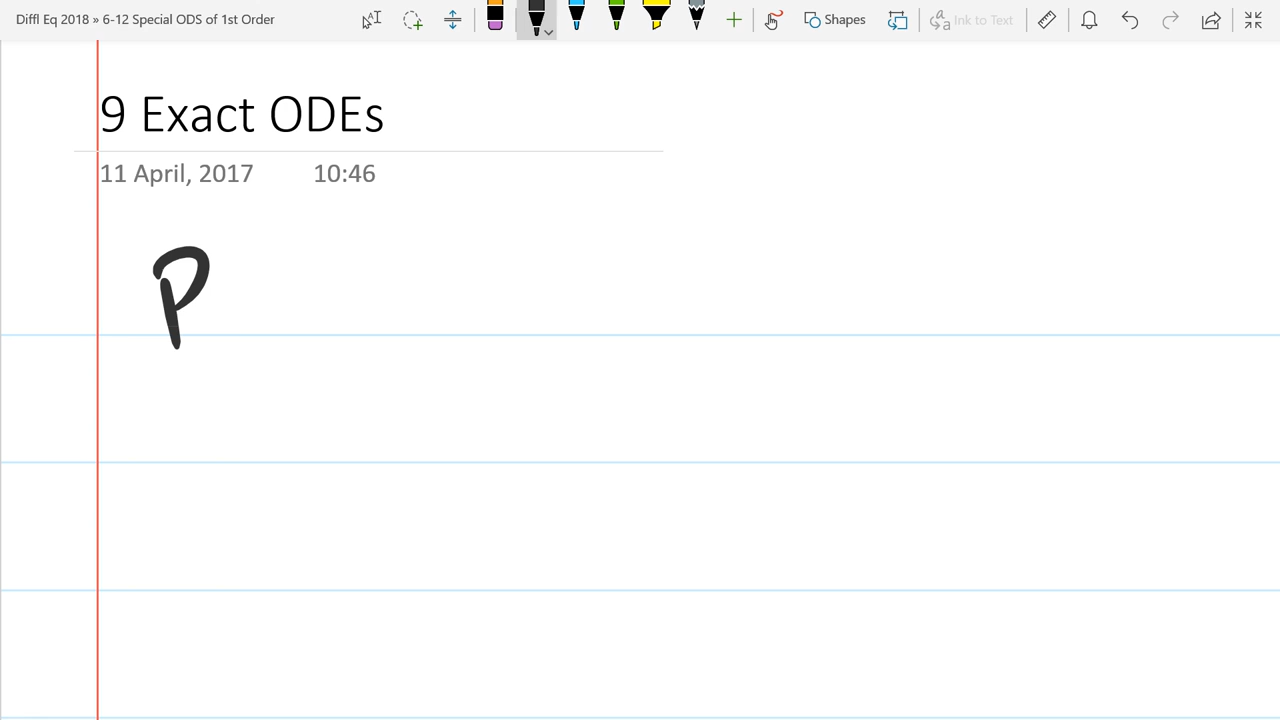 Diffl Eq 2018 » 6-12 Special ODS of 1st Order
Shapes
Ink to Text
9 Exact ODEs
11 April, 2017 10:46
P